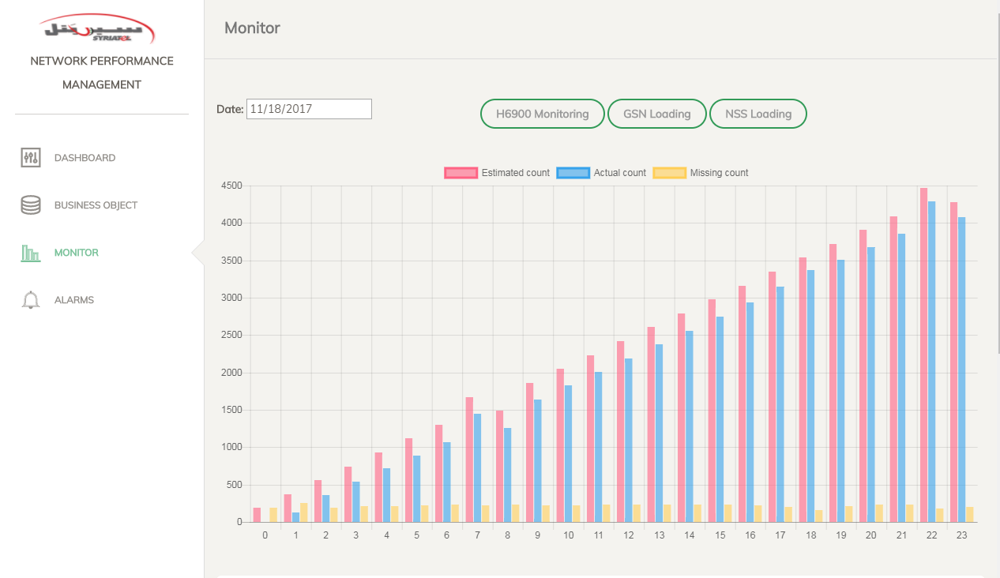 سيريتل
SYRIATEL
NETWORK PERFORMANCE
MANAGEMENT
DASHBOARD
BUSINESS OBJECT
MONITOR
ALARMS
Monitor
Date: 11/18/2017
H6900 Monitoring GSN Loading NSS Loading
Estimated count Actual count Missing count
4500
4000
3500
3000
2500
2000
1500
1000
500
0
0 1 2 3 4 5 6 7 8 9 10 11 12 13 14 15 16 17 18 19 20 21 22 23